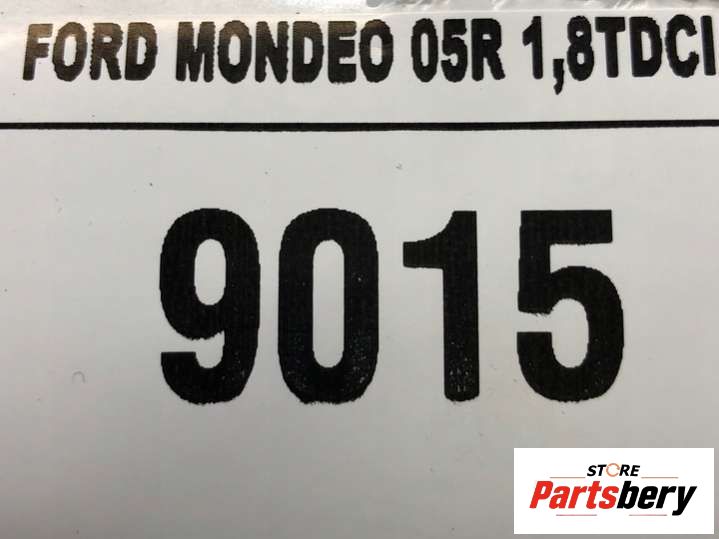 FORD MONDEO 05R 1,8TDCI
9015
STORE
Partsbery